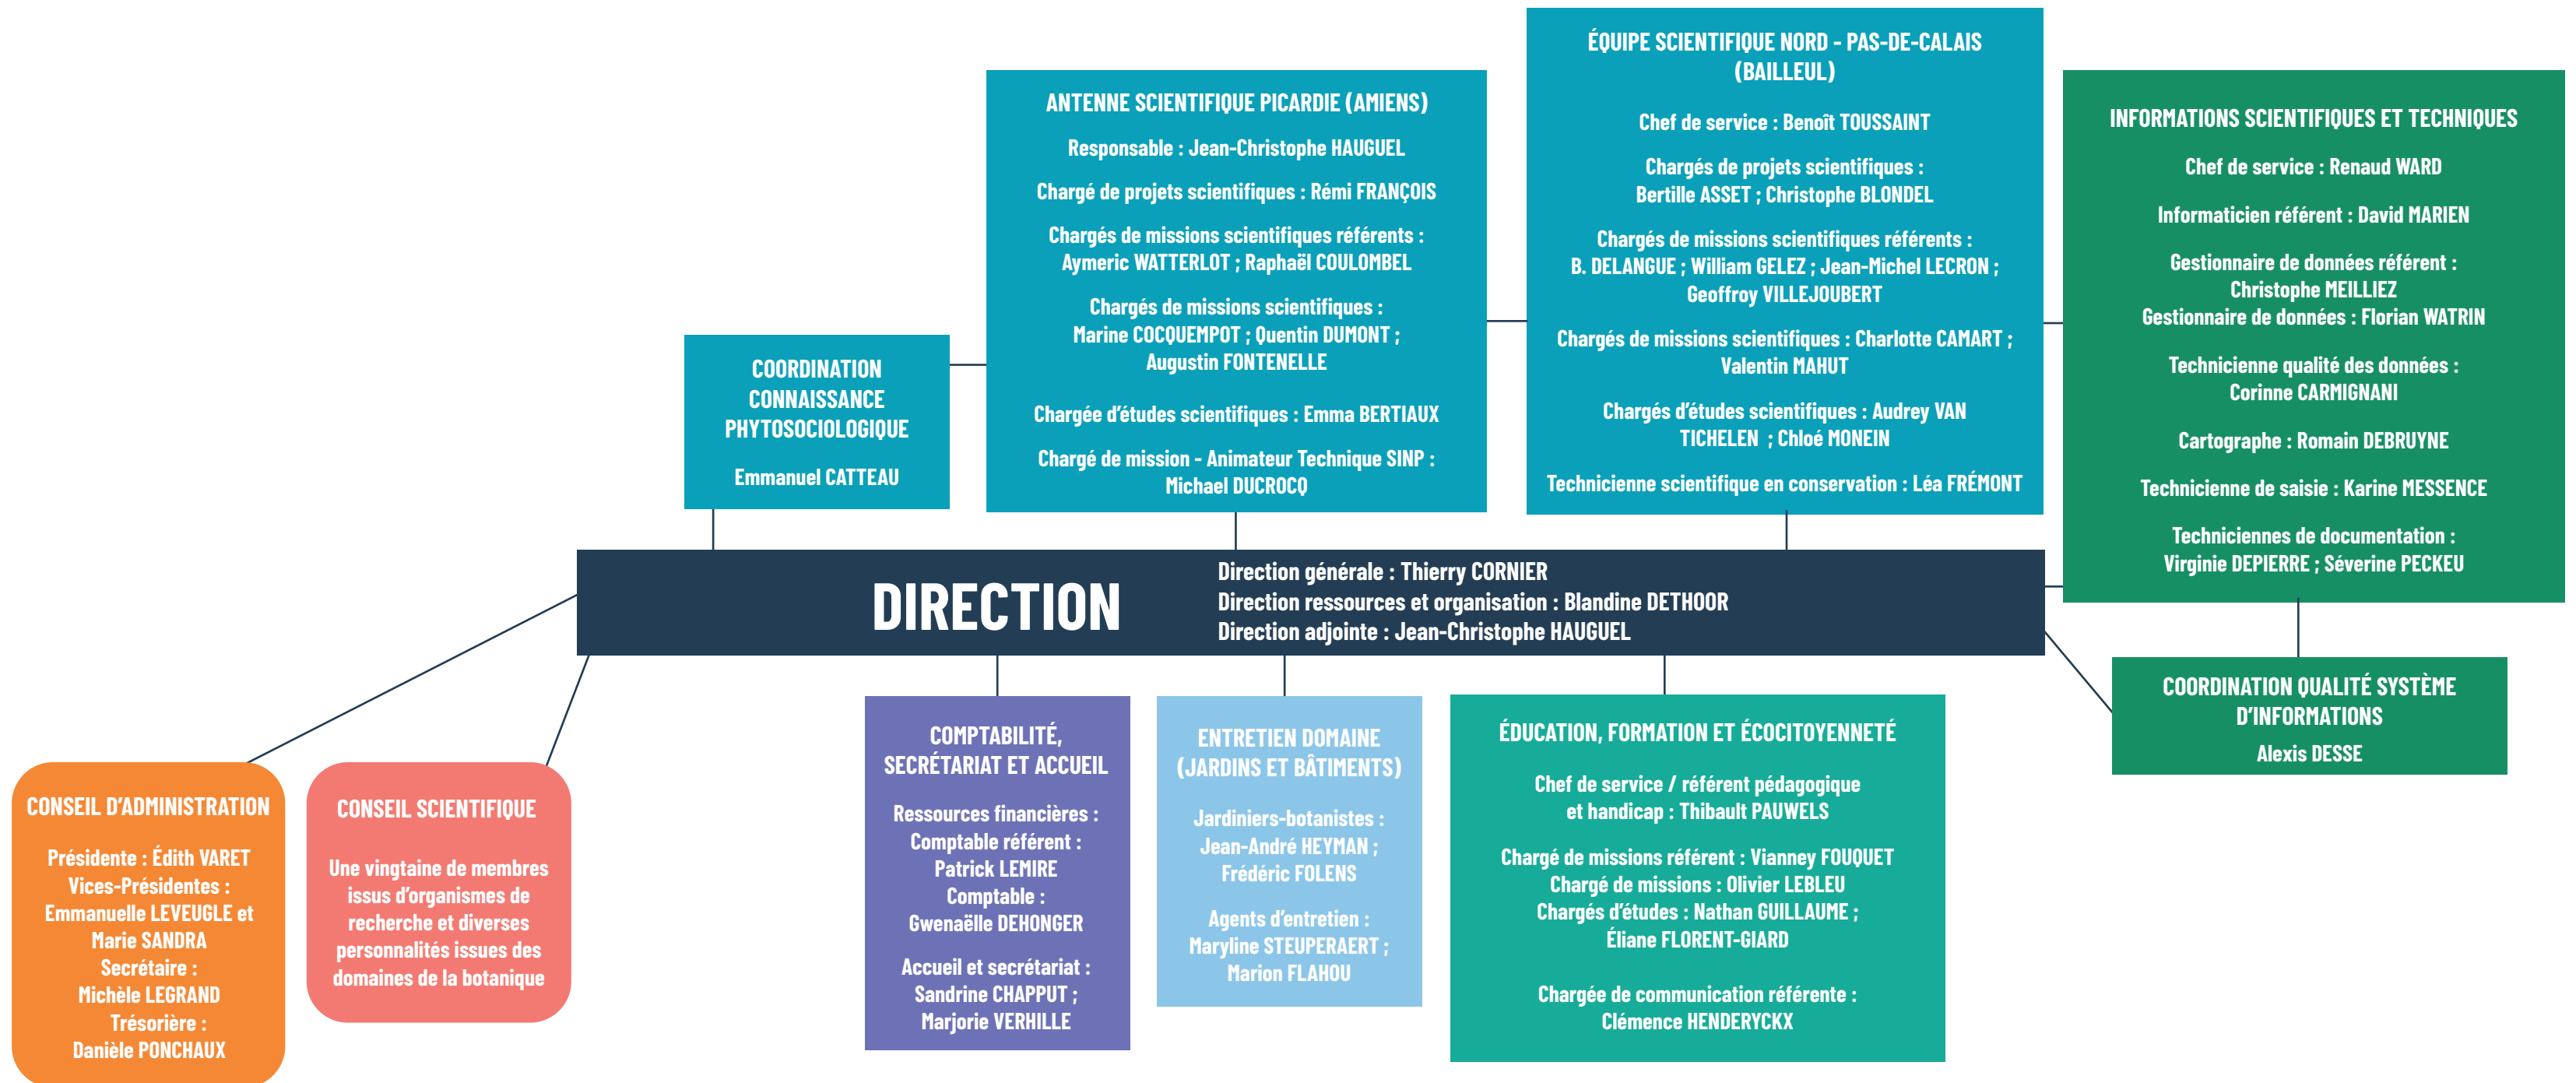 ÉQUIPE SCIENTIFIQUE NORD - PAS-DE-CALAIS
(BAILLEUL)
Chef de service : Benoît TOUSSAINT
Chargés de projets scientifiques :
Bertille ASSET ; Christophe BLONDEL
Chargés de missions scientifiques référents :
B. DELANGUE ; William GELEZ ; Jean-Michel LECRON ;
Geoffroy VILLEJOUBERT
Chargés de missions scientifiques : Charlotte CAMART ;
Valentin MAHUT
Chargés d’études scientifiques : Audrey VAN
TICHELEN ; Chloé MONEIN
Technicienne scientifique en conservation : Léa FRÉMONT
ANTENNE SCIENTIFIQUE PICARDIE (AMIENS)
Responsable : Jean-Christophe HAUGUEL
Chargé de projets scientifiques : Rémi FRANÇOIS
Chargés de missions scientifiques référents :
Aymeric WATTERLOT ; Raphaël COULOMBEL
Chargés de missions scientifiques :
Marine COCQUEMPOT ; Quentin DUMONT ;
Augustin FONTENELLE
Chargée d’études scientifiques : Emma BERTIAUX
Chargé de mission - Animateur Technique SINP :
Michael DUCROCQ
INFORMATIONS SCIENTIFIQUES ET TECHNIQUES
Chef de service : Renaud WARD
Informaticien référent : David MARIEN
Gestionnaire de données référent :
Christophe MEILLIEZ
Gestionnaire de données : Florian WATRIN
Technicienne qualité des données :
Corinne CARMIGNANI
Cartographe : Romain DEBRUYNE
Technicienne de saisie : Karine MESSENCE
Techniciennes de documentation :
Virginie DEPIERRE ; Séverine PECKEU
COORDINATION
CONNAISSANCE
PHYTOSOCIOLOGIQUE
Emmanuel CATTEAU
DIRECTION
Direction générale : Thierry CORNIER
Direction ressources et organisation : Blandine DETHOOR
Direction adjointe : Jean-Christophe HAUGUEL
COORDINATION QUALITÉ SYSTÈME
D’INFORMATIONS
Alexis DESSE
CONSEIL D’ADMINISTRATION
Présidente : Édith VARET
Vices-Présidentes :
Emmanuelle LEVEUGLE et
Marie SANDRA
Secrétaire :
Michèle LEGRAND
Trésorière :
Danièle PONCHAUX
CONSEIL SCIENTIFIQUE
Une vingtaine de membres
issus d’organismes de
recherche et diverses
personnalités issues des
domaines de la botanique
COMPTABILITÉ,
SECRÉTARIAT ET ACCUEIL
Ressources financières :
Comptable référent :
Patrick LEMIRE
Comptable :
Gwenaëlle DEHONGER
Accueil et secrétariat :
Sandrine CHAPPUT ;
Marjorie VERHILLE
ENTRETIEN DOMAINE
(JARDINS ET BÂTIMENTS)
Jardiniers-botanistes :
Jean-André HEYMAN ;
Frédéric FOLENS
Agents d’entretien :
Maryline STEUPERAERT ;
Marion FLAHOU
ÉDUCATION, FORMATION ET ÉCOCITOYENNETÉ
Chef de service / référent pédagogique
et handicap : Thibault PAUWELS
Chargé de missions référent : Vianney FOUQUET
Chargé de missions : Olivier LEBLEU
Chargés d’études : Nathan GUILLAUME ;
Éliane FLORENT-GIARD
Chargée de communication référente :
Clémence HENDERYCKX